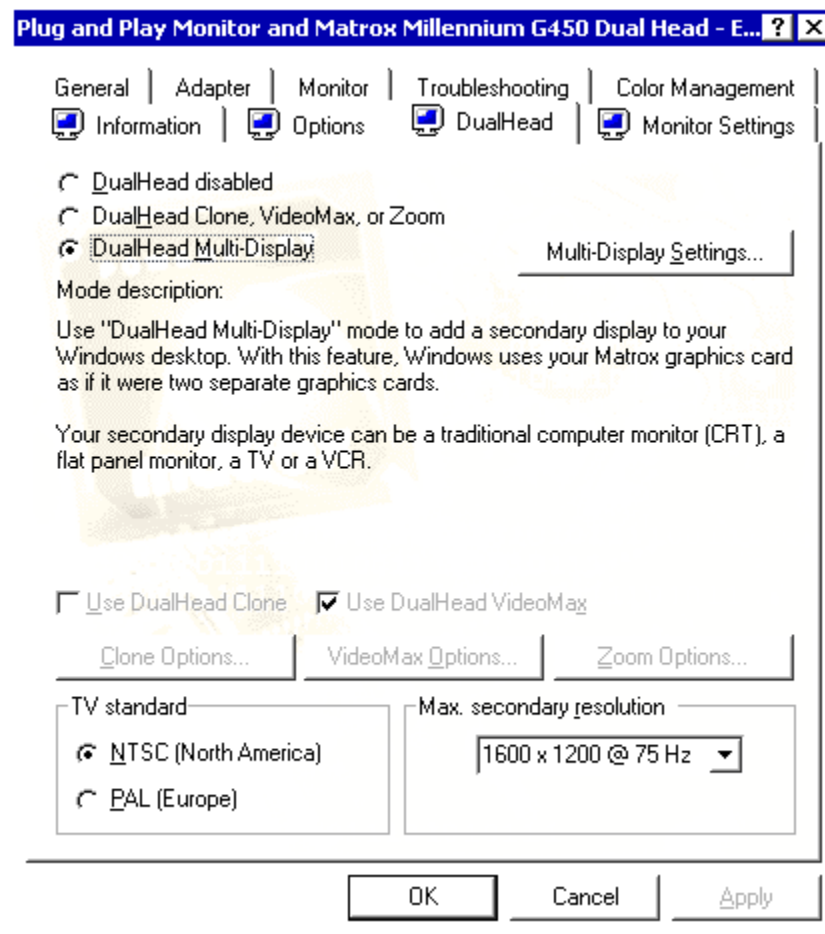 Plug and Play Monitor and Matrox Millennium G450 Dual Head - E...
General Adapter Monitor Troubleshooting Color Management
Information Options DualHead Monitor Settings
DualHead disabled
DualHead Clone, VideoMax, or Zoom
DualHead Multi-Display
Multi-Display Settings...
Mode description:
Use "DualHead Multi-Display" mode to add a secondary display to your
Windows desktop. With this feature, Windows uses your Matrox graphics card
as if it were two separate graphics cards.
Your secondary display device can be a traditional computer monitor (CRT), a
flat panel monitor, a TV or a VCR.
Use DualHead Clone Use DualHead VideoMax
Clone Options... VideoMax Options... Zoom Options...
TV standard
NTSC (North America)
PAL (Europe)
Max. secondary resolution
1600 x 1200 @ 75 Hz
OK Cancel Apply